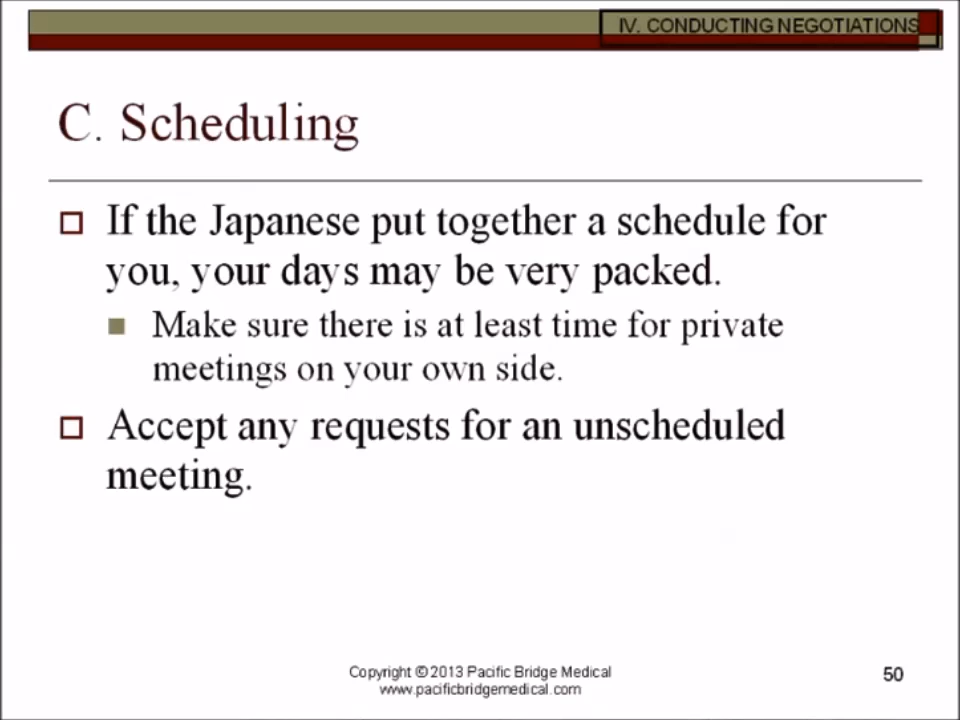 IV. CONDUCTING NEGOTIATIONS
C. Scheduling
If the Japanese put together a schedule for
you, your days may be very packed.
Make sure there is at least time for private
meetings on your own side.
Accept any requests for an unscheduled
meeting.
Copyright © 2013 Pacific Bridge Medical
www.pacificbridgemedical.com
50